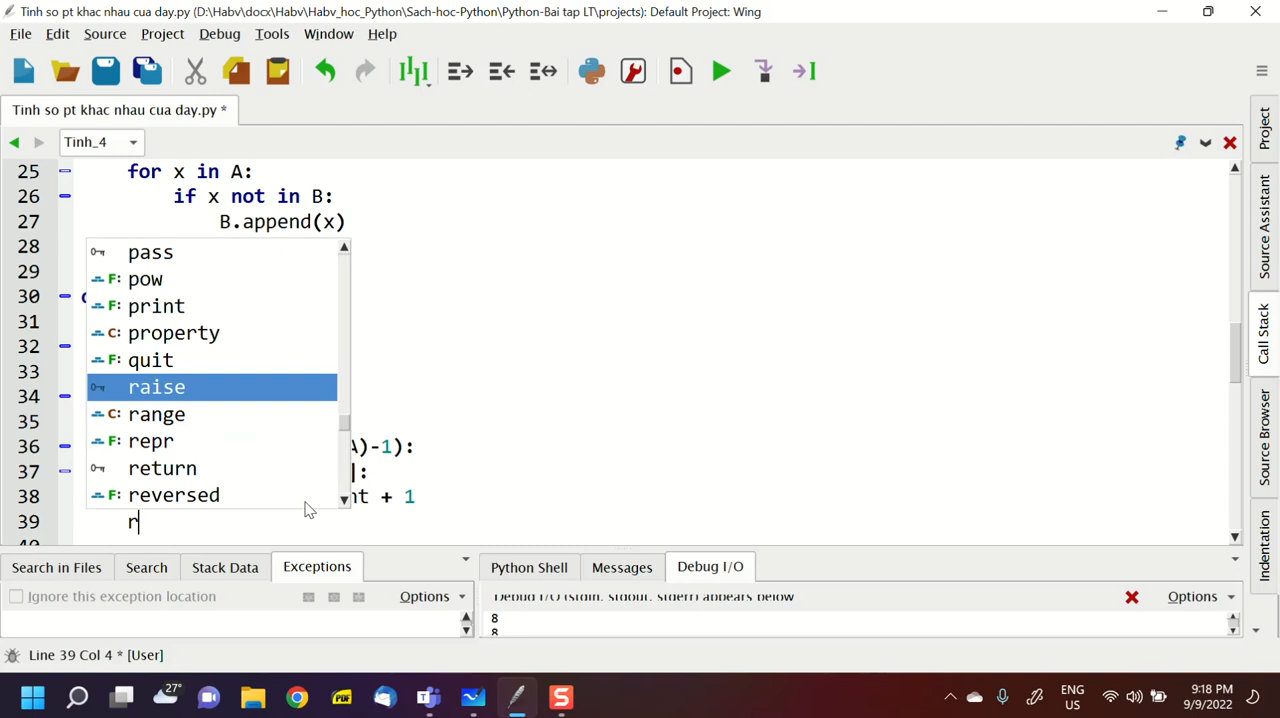 Tinh so pt khac nhau cua day.py (D:\Habv\docx\Habv\Habv_hoc_Python\Sach-hoc-Python\Python-Bai tap LT\projects): Default Project: Wing
File Edit Source Project Debug Tools Window Help
Tinh so pt khac nhau cua day.py *
Tinh_4
25 for x in A:
26 if x not in B:
27 B.append(x)
28
29
30
31
32
33
34
35
36 A)-1):
37 ]:
38 nt + 1
39 r
40
pass
F: pow
F: print
C: property
F: quit
raise
C: range
F: repr
return
F: reversed
Project
Source Assistant
Call Stack
Source Browser
Indentation
Search in Files Search Stack Data Exceptions
Python Shell Messages Debug I/O
Ignore this exception location Options
Debug I/O (stdin, stdout, stderr) appears below Options
8
8
Line 39 Col 4 * [User]
27°
PDF
S
ENG
US
9:18 PM
9/9/2022